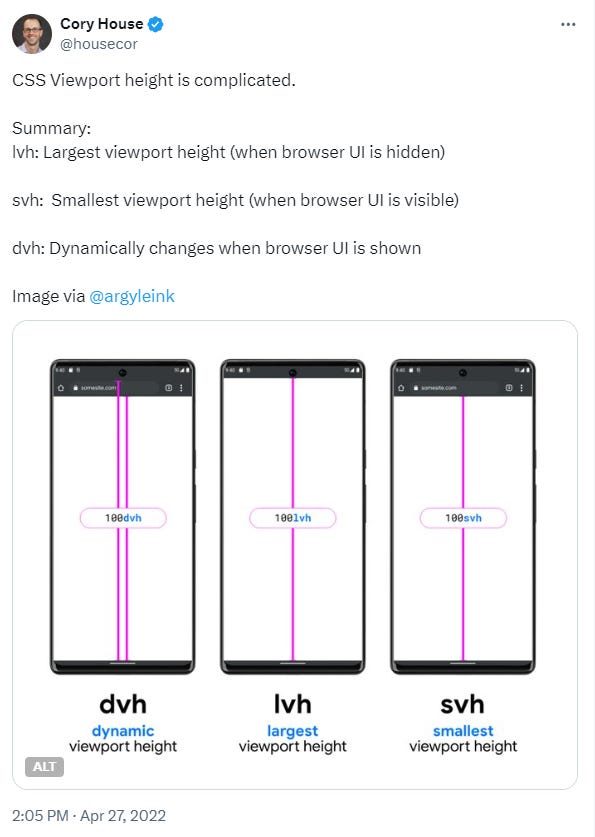 Cory House
@housecor
CSS Viewport height is complicated.
Summary:
lvh: Largest viewport height (when browser UI is hidden)
svh:  Smallest viewport height (when browser UI is visible)
dvh: Dynamically changes when browser UI is shown
Image via @argyleink
9:40 5G
somesite.com
100dvh
9:40 5G
100lvh
9:40 5G
somesite.com
100svh
dvh
dynamic
viewport height
lvh
largest
viewport height
svh
smallest
viewport height
ALT
2:05 PM · Apr 27, 2022